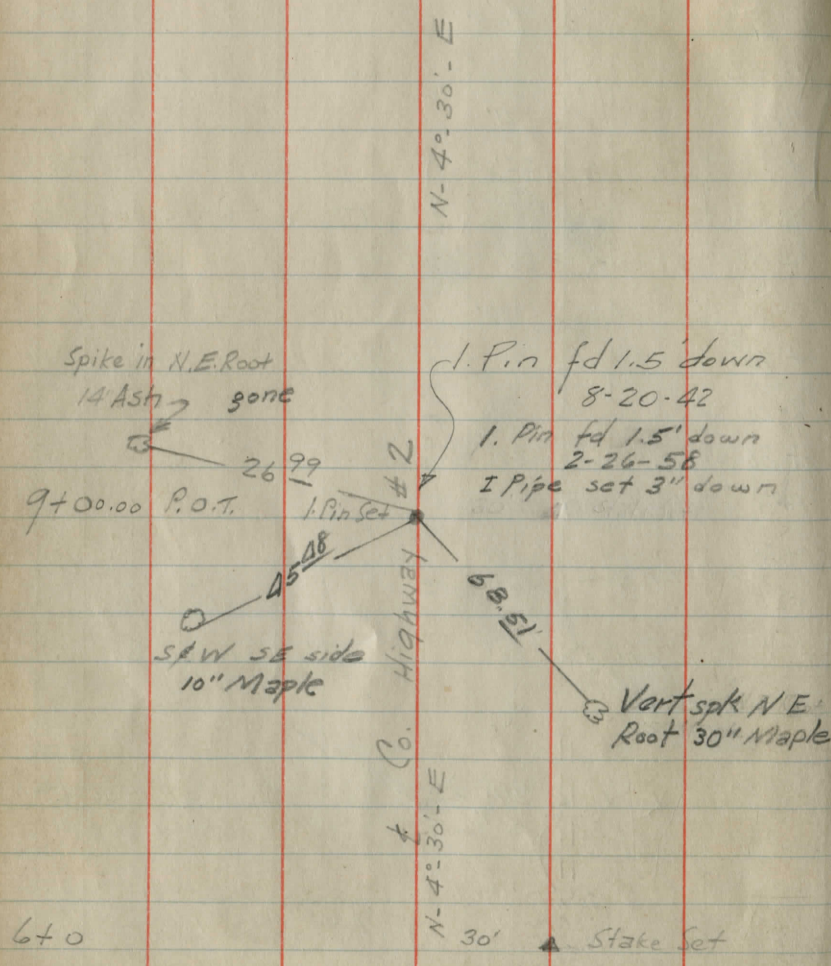 N-4°-30'-E
Spike in N.E. Root
14" Ash gone
26 99
1. Pin fd 1.5' down
8-20-42
1. Pin fd 1.5' down
2-26-58
I Pipe set 3" down
9+00.00 P.O.T.
1. Pin Set
45 48
S&W SE side
10" Maple
68.51'
Vert spk N E
Root 30" Maple
Co. Highway # 2
N-4°-30'-E
6+0
30' Stake Set